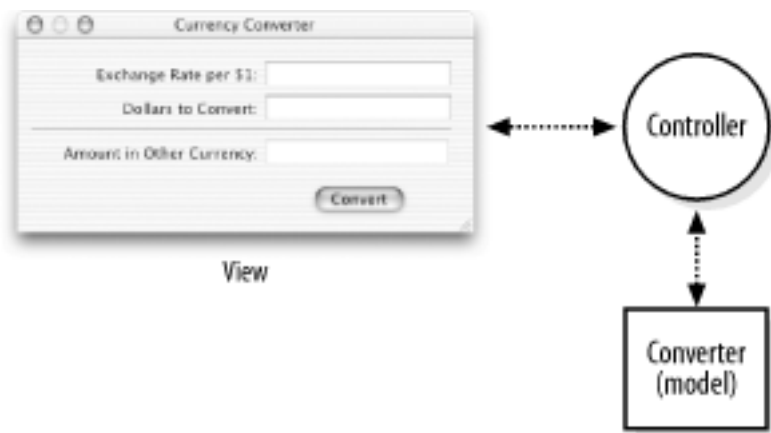 Currency Converter
Exchange Rate per $1:
Dollars to Convert:
Amount in Other Currency:
Convert
View
Controller
Converter
(model)